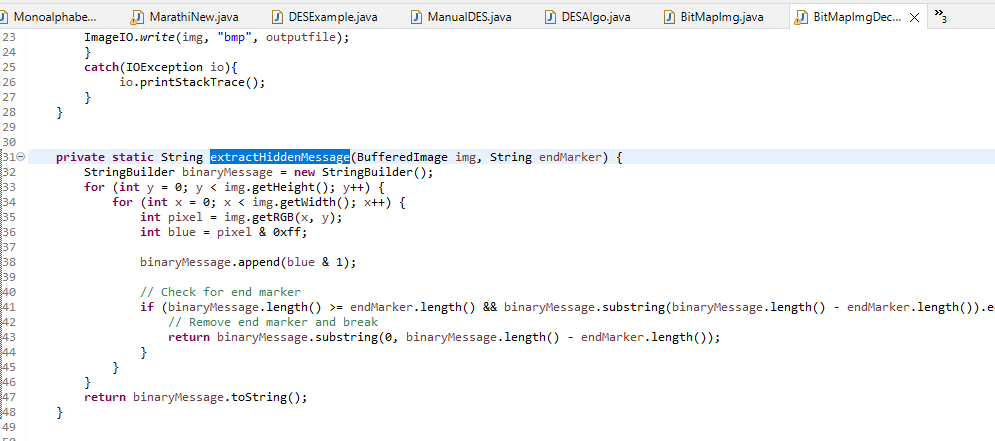 Monoalphabe... MarathiNew.java DESExample.java ManualDES.java DESAlgo.java BitMapImg.java BitMapImgDec... »3
23 ImageIO.write(img, "bmp", outputfile);
24 }
25 catch(IOException io){
26 io.printStackTrace();
27 }
28 }
29
30
31 private static String extractHiddenMessage(BufferedImage img, String endMarker) {
32 StringBuilder binaryMessage = new StringBuilder();
33 for (int y = 0; y < img.getHeight(); y++) {
34 for (int x = 0; x < img.getWidth(); x++) {
35 int pixel = img.getRGB(x, y);
36 int blue = pixel & 0xff;
37
38 binaryMessage.append(blue & 1);
39
40 // Check for end marker
41 if (binaryMessage.length() >= endMarker.length() && binaryMessage.substring(binaryMessage.length() - endMarker.length()).e
42 // Remove end marker and break
43 return binaryMessage.substring(0, binaryMessage.length() - endMarker.length());
44 }
45 }
46 }
47 return binaryMessage.toString();
48 }
49